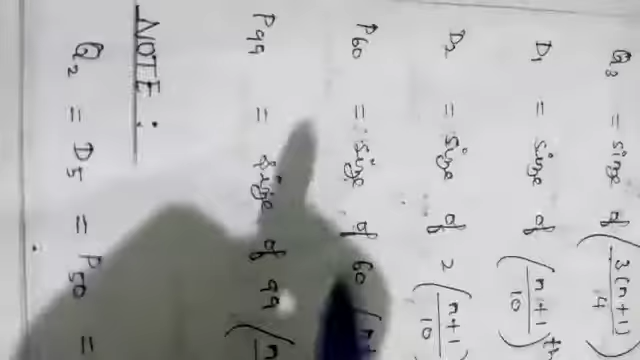 Q3 = size of (3(n+1)/4
D1 = size of (n+1/10)th
D2 = size of 2 (n+1/10)
P60 = size of 60 (n
P99 = size of 99 (n
NOTE:
Q2 = D5 = P50 =